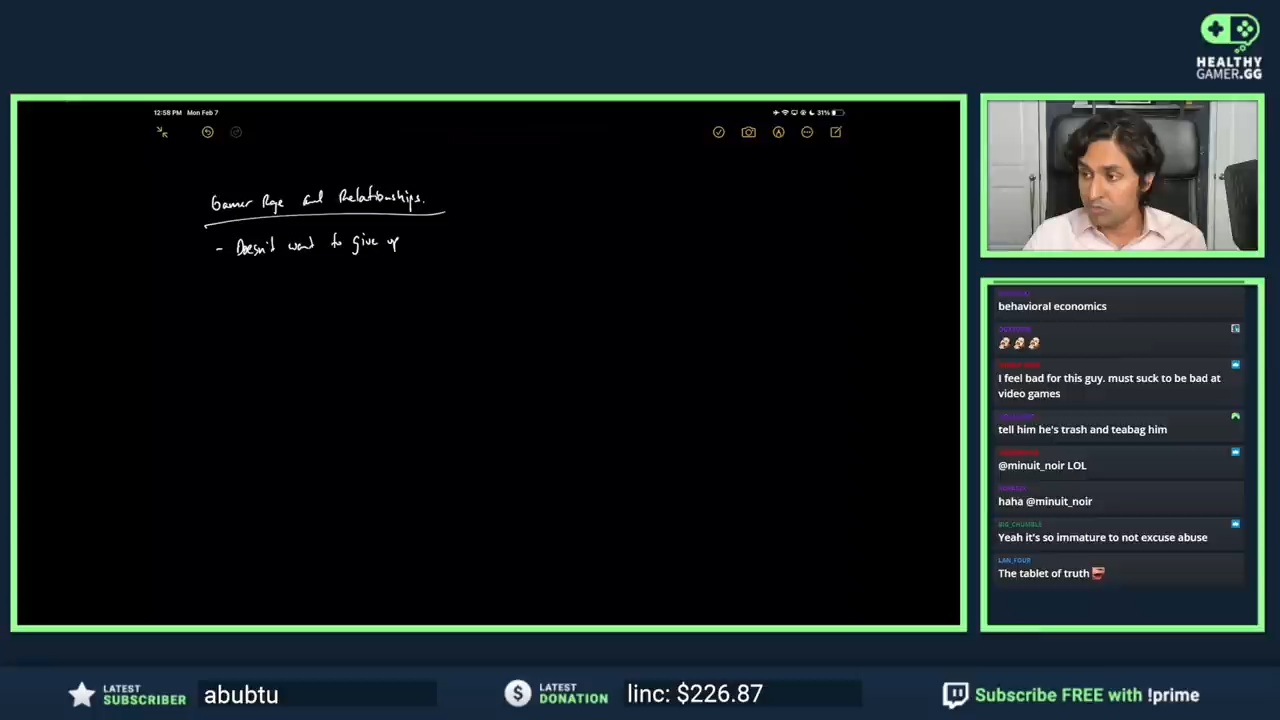 HEALTHY
GAMER.GG
12:58 PM Mon Feb 7
31%
Gamer Rage and Relationships.
- Doesn't want to give up
behavioral economics
I feel bad for this guy. must suck to be bad at
video games
tell him he's trash and teabag him
@minuit_noir LOL
haha @minuit_noir
BIG_CHUMBLE
Yeah it's so immature to not excuse abuse
LAN_FOUR
The tablet of truth
LATEST
SUBSCRIBER
abubtu
LATEST
DONATION
linc: $226.87
Subscribe FREE with !prime